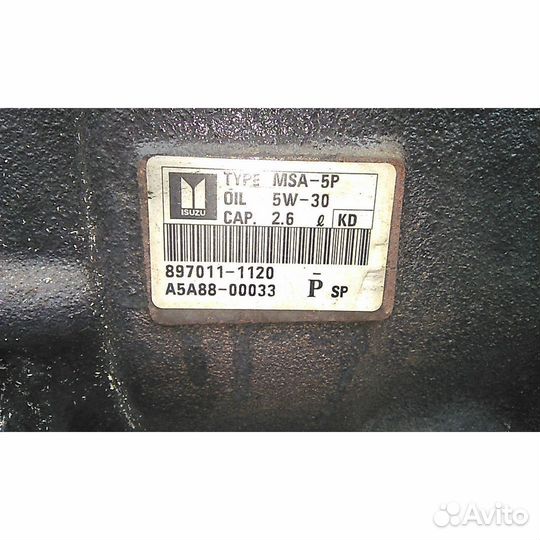 TYPE MSA-5P
OIL 5W-30
CAP. 2.6 ℓ KD
ISUZU
897011-1120 -
A5A88-00033 P SP
Avito